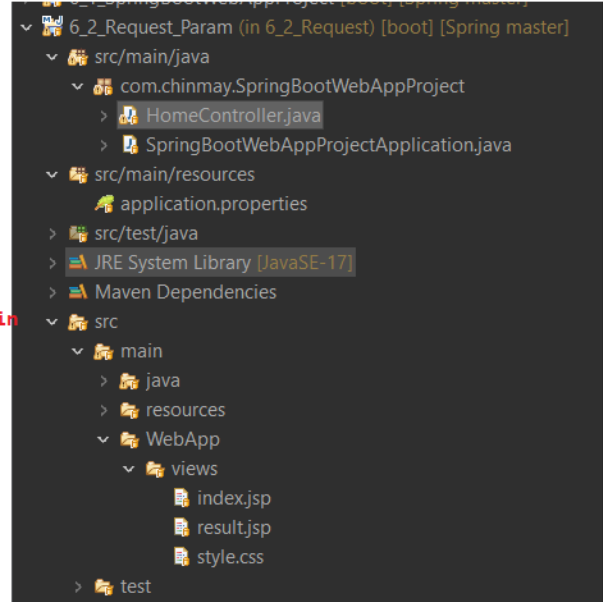 6_2_Request_Param (in 6_2_Request) [boot] [Spring master]
src/main/java
com.chinmay.SpringBootWebAppProject
HomeController.java
SpringBootWebAppProjectApplication.java
src/main/resources
application.properties
src/test/java
JRE System Library [JavaSE-17]
Maven Dependencies
in
src
main
java
resources
WebApp
views
index.jsp
result.jsp
style.css
test